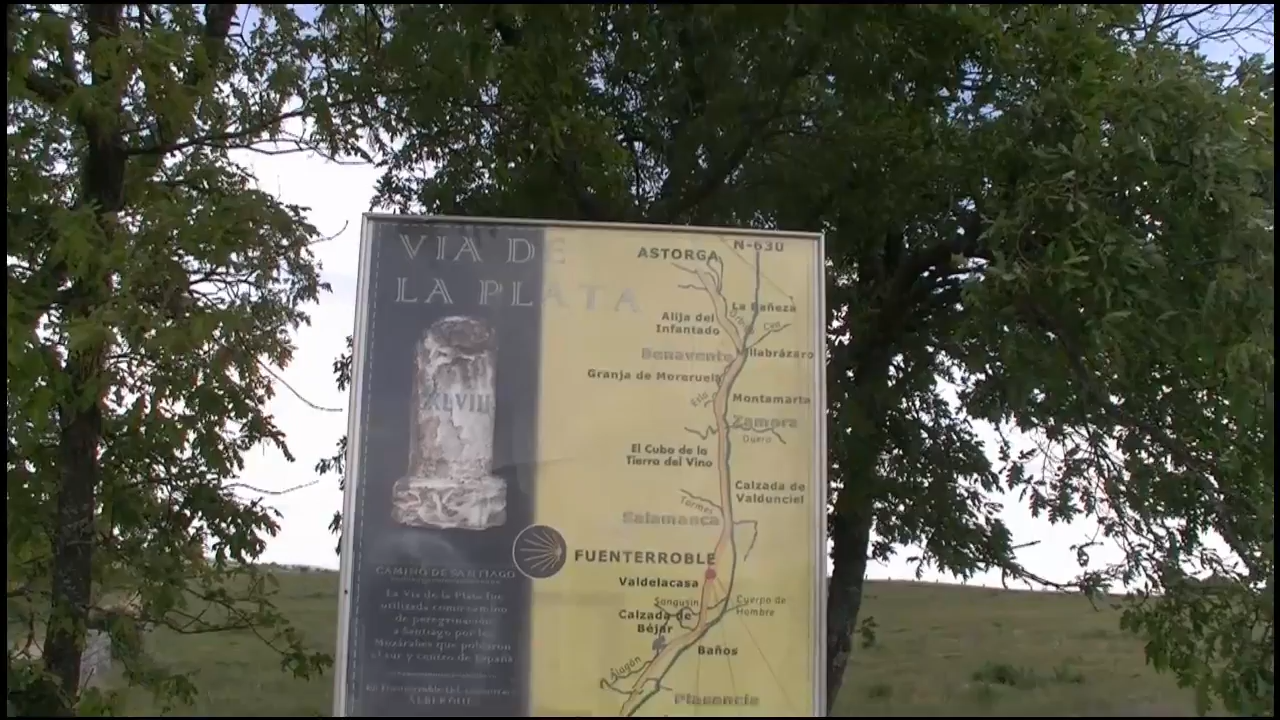 VIA DE
LA PLATA
XLVIII
CAMINO DE SANTIAGO
La Vía de la Plata fue
utilizada como camino
de peregrinación
a Santiago por los
Mozárabes que poblaron
el sur y centro de España
ASTORGA
N-630
La Bañeza
Alija del
Infantado
Orbigo
Cea
Benavente
Villabrázaro
Granja de Moreruela
Esla
Montamarta
Zamora
Duero
El Cubo de la
Tierra del Vino
Calzada de
Valdunciel
Tormes
Salamanca
FUENTERROBLE
Valdelacasa
Sangusin
Cuerpo de
Hombre
Calzada de
Béjar
Baños
Alagón
Plasencia